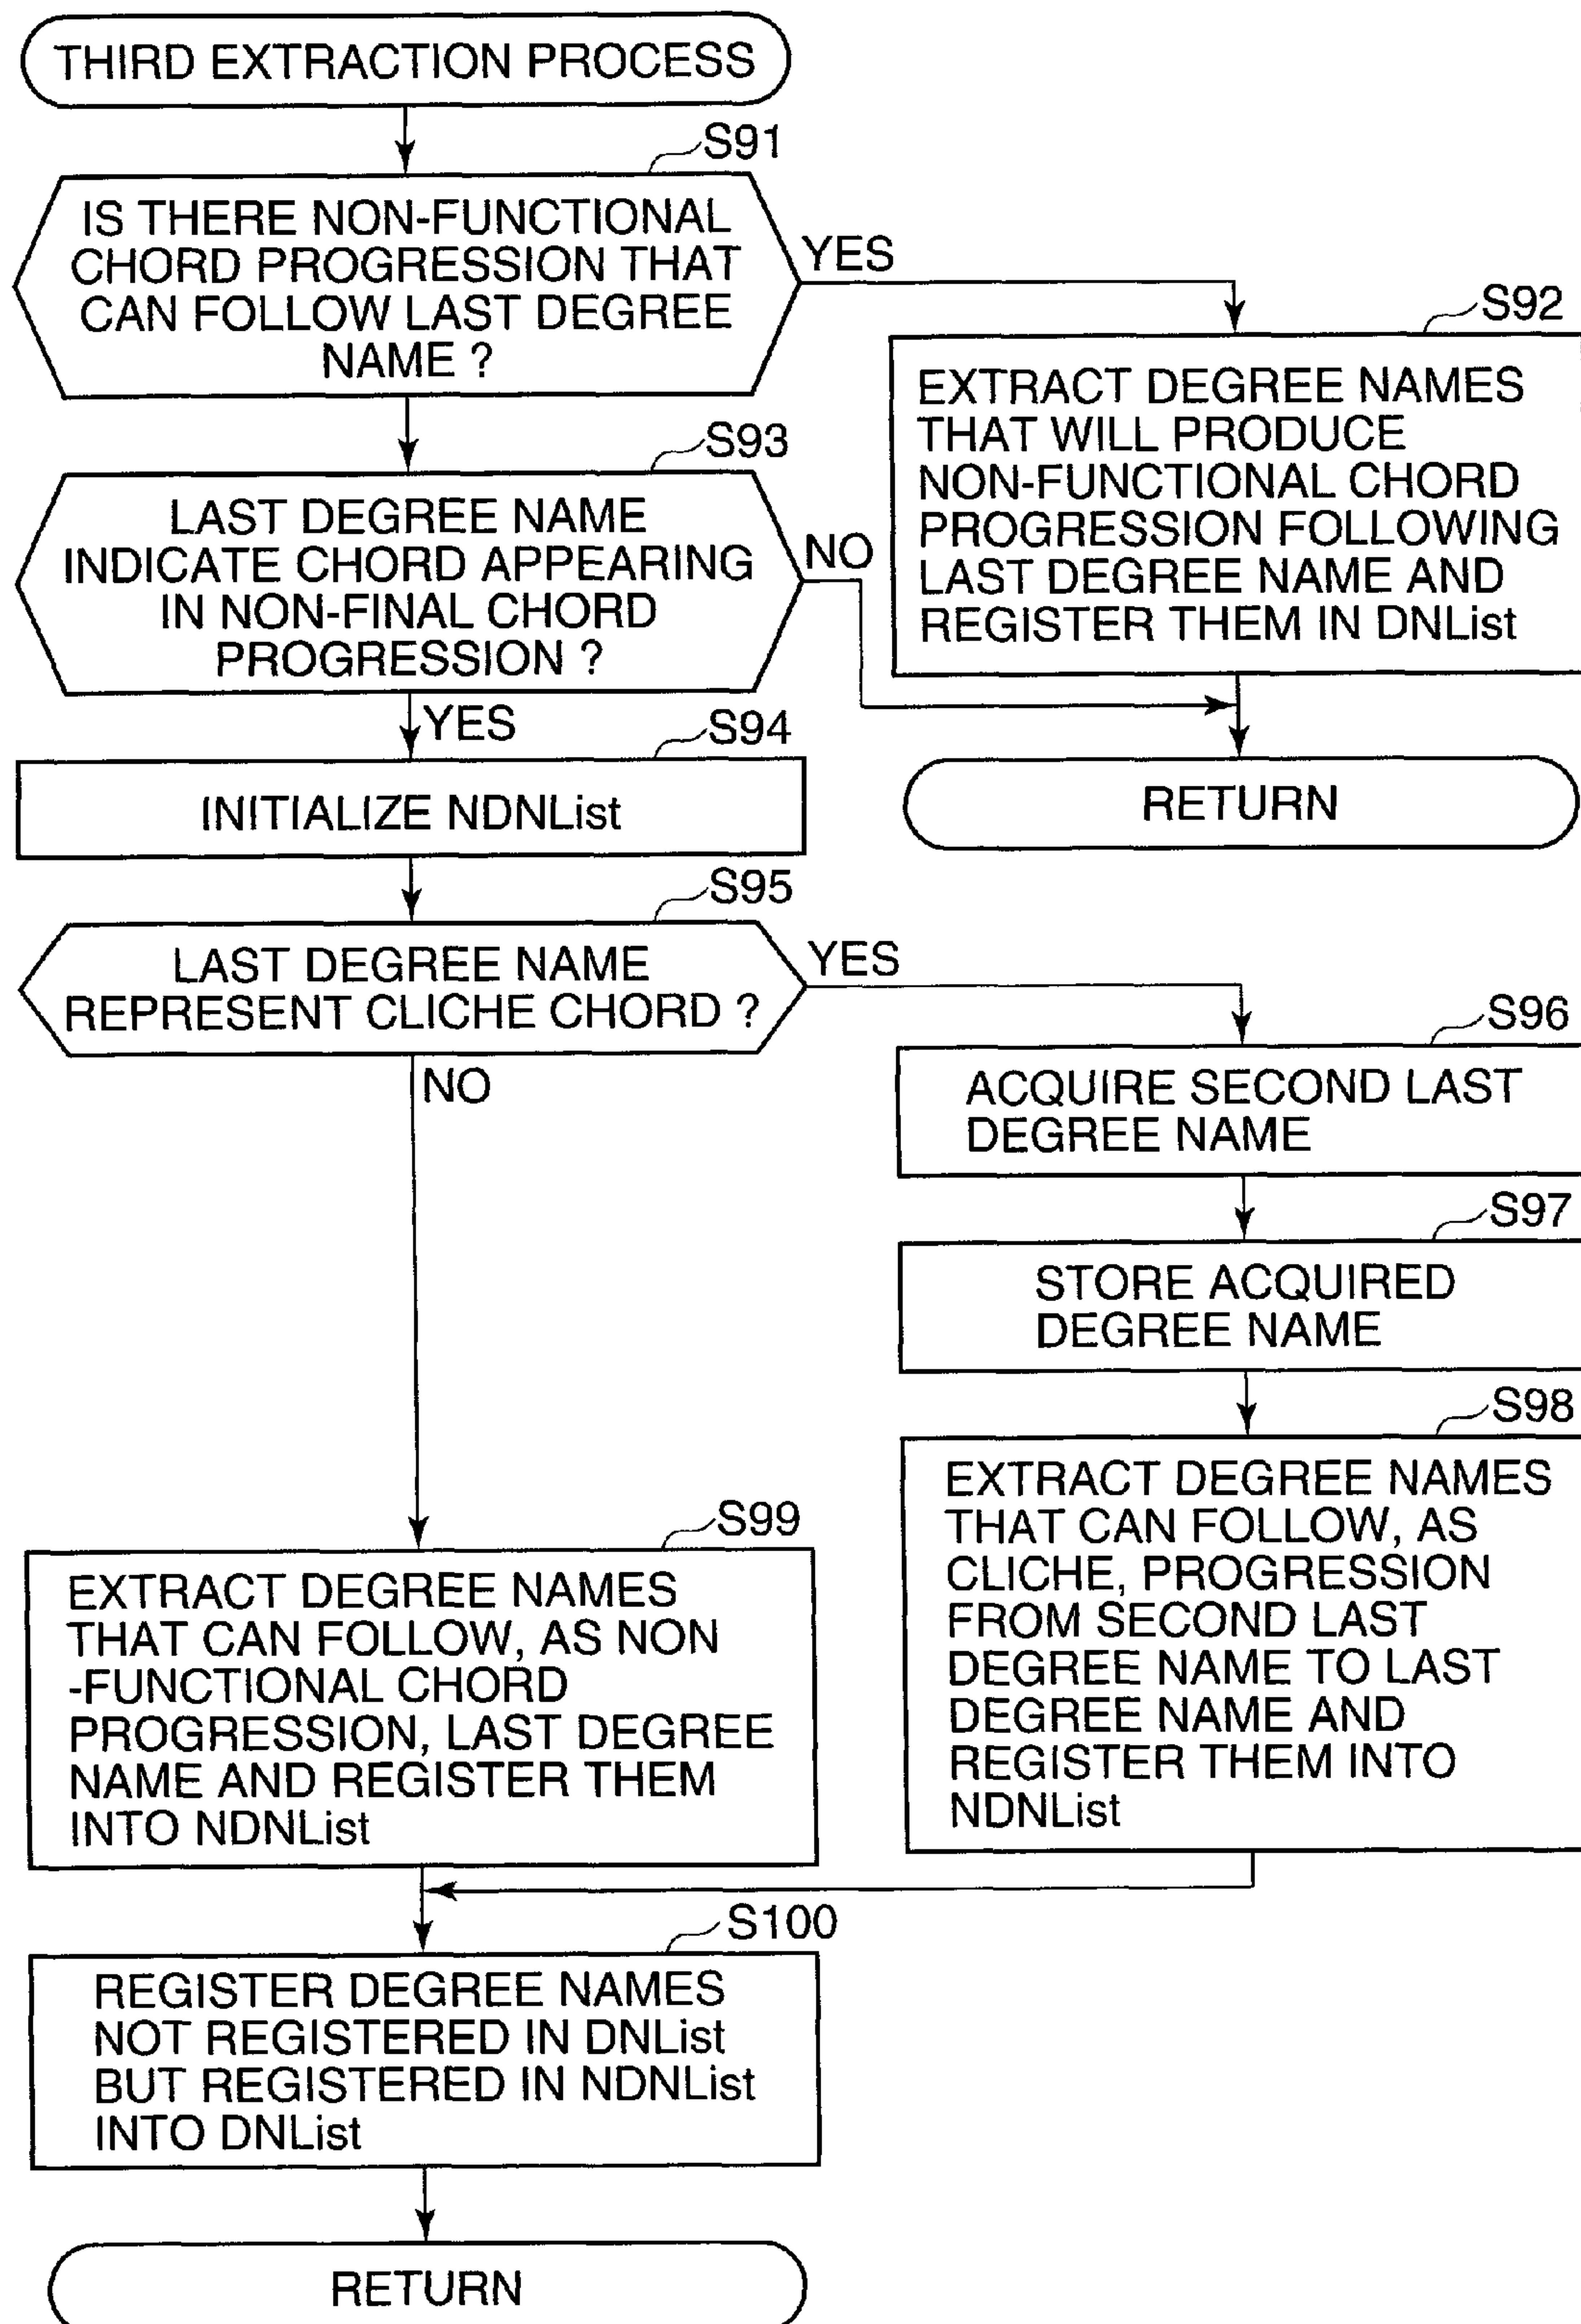 THIRD EXTRACTION PROCESS
S91
IS THERE NON-FUNCTIONAL
CHORD PROGRESSION THAT
CAN FOLLOW LAST DEGREE
NAME ?
YES
S92
EXTRACT DEGREE NAMES
THAT WILL PRODUCE
NON-FUNCTIONAL CHORD
PROGRESSION FOLLOWING
LAST DEGREE NAME AND
REGISTER THEM IN DNList
S93
LAST DEGREE NAME
INDICATE CHORD APPEARING
IN NON-FINAL CHORD
PROGRESSION ?
NO
YES
RETURN
S94
INITIALIZE NDNList
S95
LAST DEGREE NAME
REPRESENT CLICHE CHORD ?
YES
NO
S96
ACQUIRE SECOND LAST
DEGREE NAME
S97
STORE ACQUIRED
DEGREE NAME
S98
EXTRACT DEGREE NAMES
THAT CAN FOLLOW, AS
CLICHE, PROGRESSION
FROM SECOND LAST
DEGREE NAME TO LAST
DEGREE NAME AND
REGISTER THEM INTO
NDNList
S99
EXTRACT DEGREE NAMES
THAT CAN FOLLOW, AS NON
-FUNCTIONAL CHORD
PROGRESSION, LAST DEGREE
NAME AND REGISTER THEM
INTO NDNList
S100
REGISTER DEGREE NAMES
NOT REGISTERED IN DNList
BUT REGISTERED IN NDNList
INTO DNList
RETURN